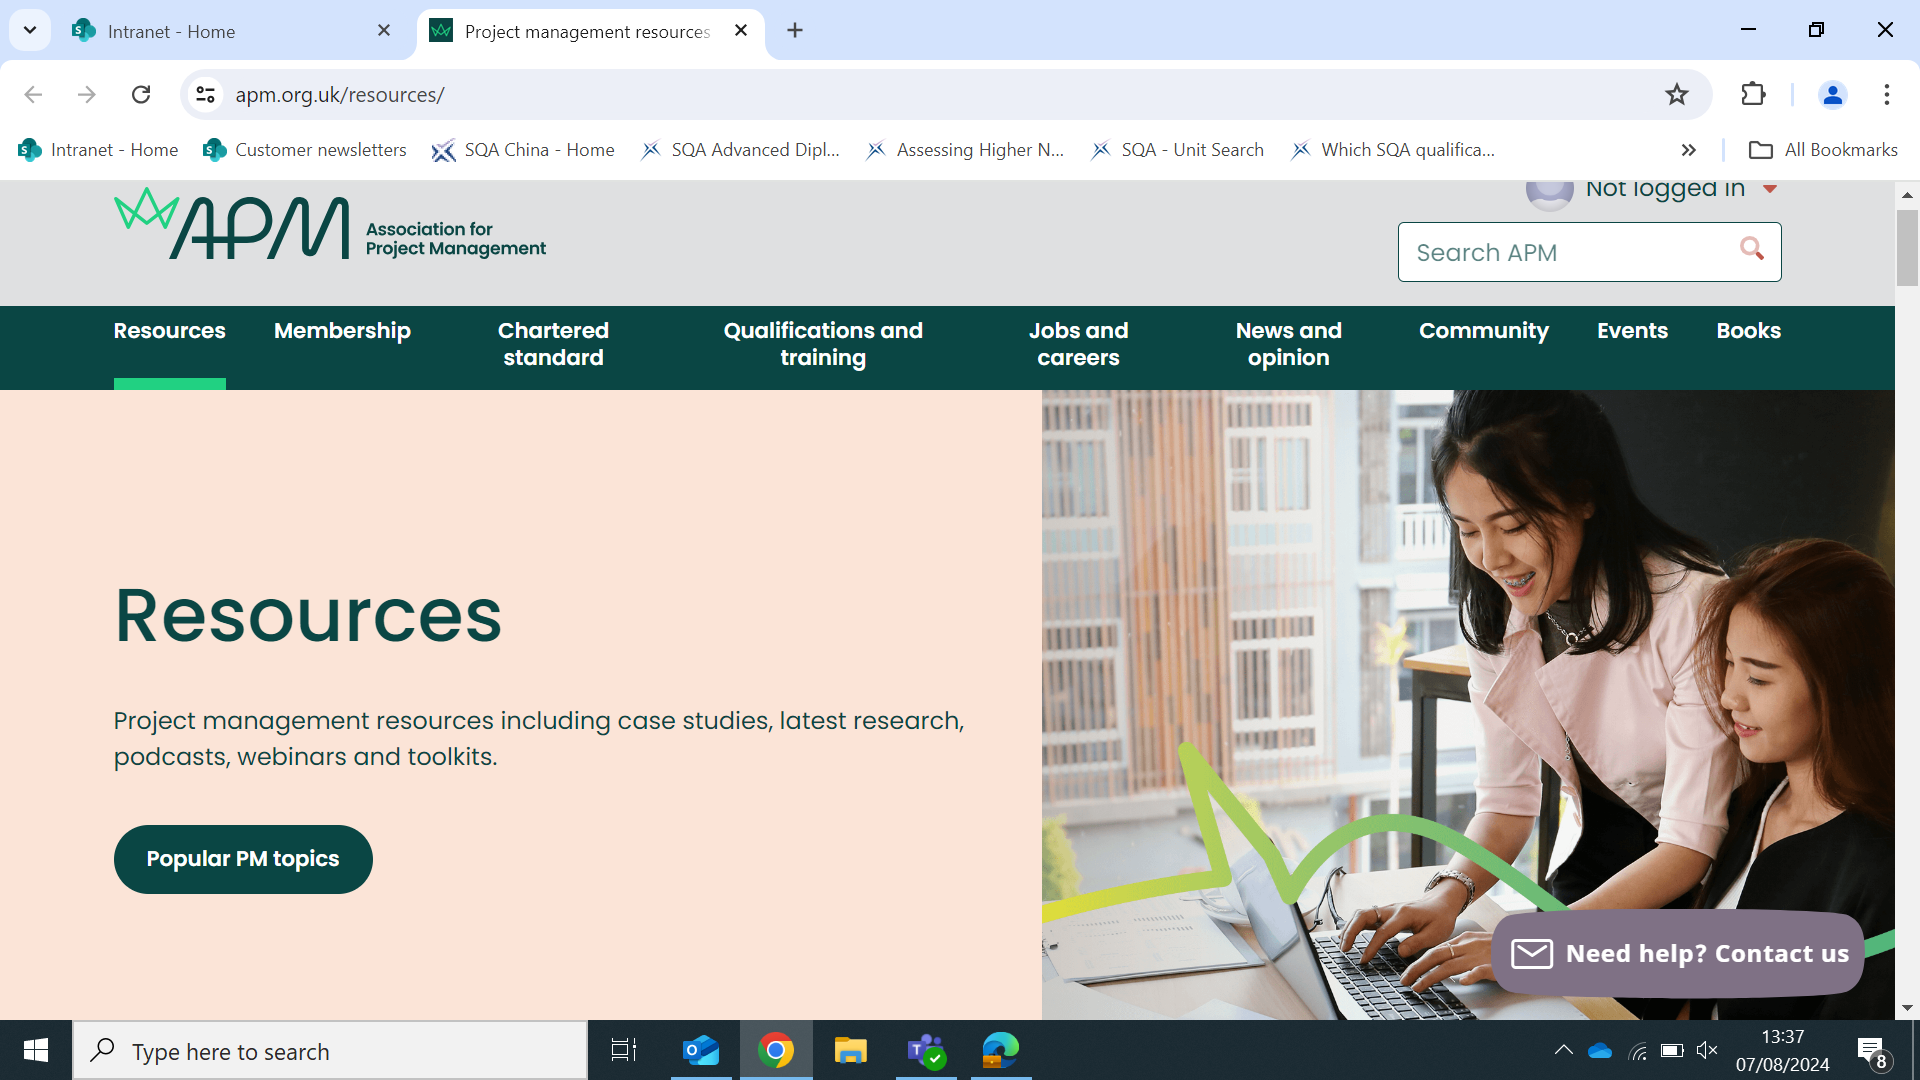 Intranet - Home
Project management resources
apm.org.uk/resources/
Intranet - Home
Customer newsletters
SQA China - Home
SQA Advanced Dipl...
Assessing Higher N...
SQA - Unit Search
Which SQA qualifica...
All Bookmarks
Not logged in
APM
Association for
Project Management
Search APM
Resources
Membership
Chartered
standard
Qualifications and
training
Jobs and
careers
News and
opinion
Community
Events
Books
Resources
Project management resources including case studies, latest research,
podcasts, webinars and toolkits.
Popular PM topics
Need help? Contact us
Type here to search
13:37
07/08/2024
8